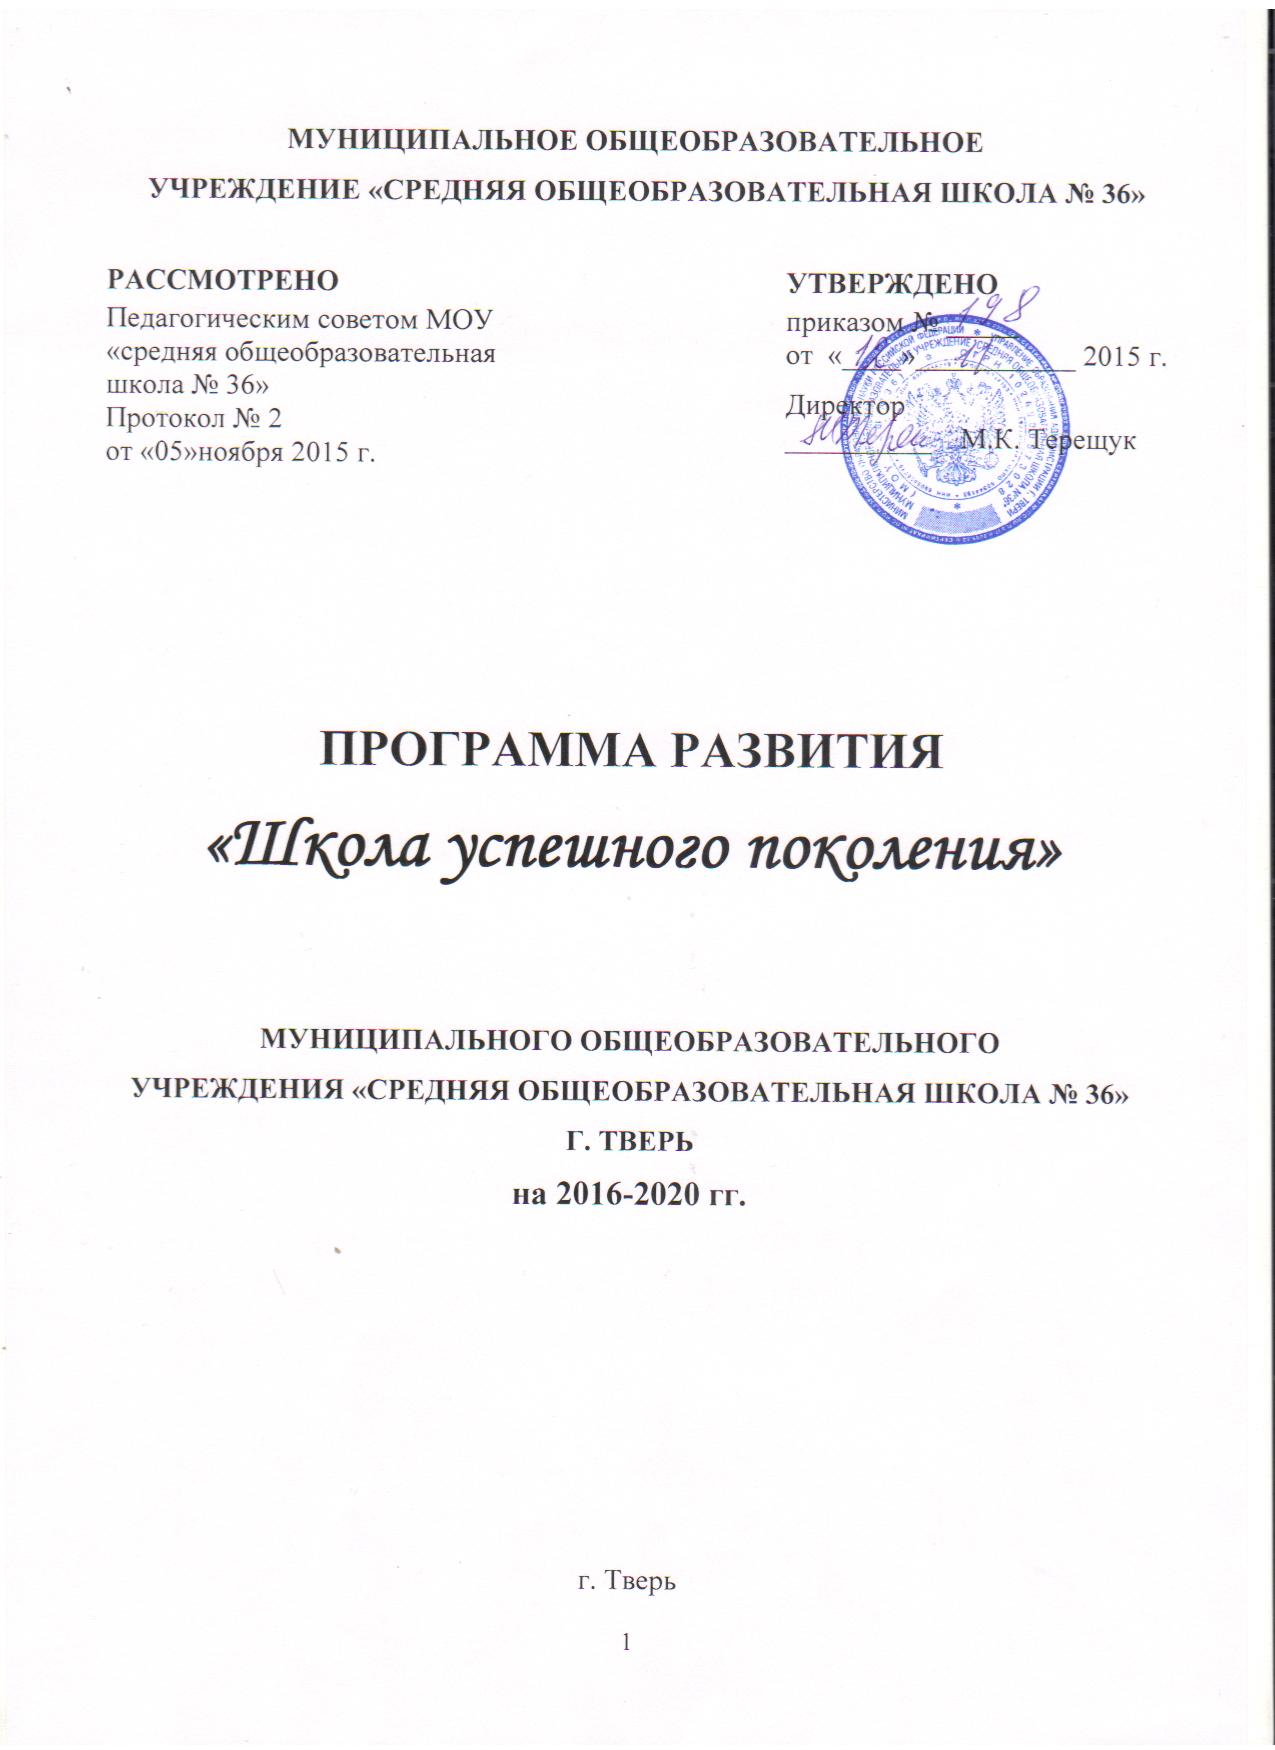 МУНИЦИПАЛЬНОЕ ОБЩЕОБРАЗОВАТЕЛЬНОЕ
УЧРЕЖДЕНИЕ «СРЕДНЯЯ ОБЩЕОБРАЗОВАТЕЛЬНАЯ ШКОЛА № 36»
РАССМОТРЕНО
Педагогическим советом МОУ
«средняя общеобразовательная
школа № 36»
Протокол № 2
от «05»ноября 2015 г.
УТВЕРЖДЕНО
приказом № 198
от « » 2015 г.
Директор
М.К. Терещук
ПРОГРАММА РАЗВИТИЯ
«Школа успешного поколения»
МУНИЦИПАЛЬНОГО ОБЩЕОБРАЗОВАТЕЛЬНОГО
УЧРЕЖДЕНИЯ «СРЕДНЯЯ ОБЩЕОБРАЗОВАТЕЛЬНАЯ ШКОЛА № 36»
Г. ТВЕРЬ
на 2016-2020 гг.
г. Тверь
1